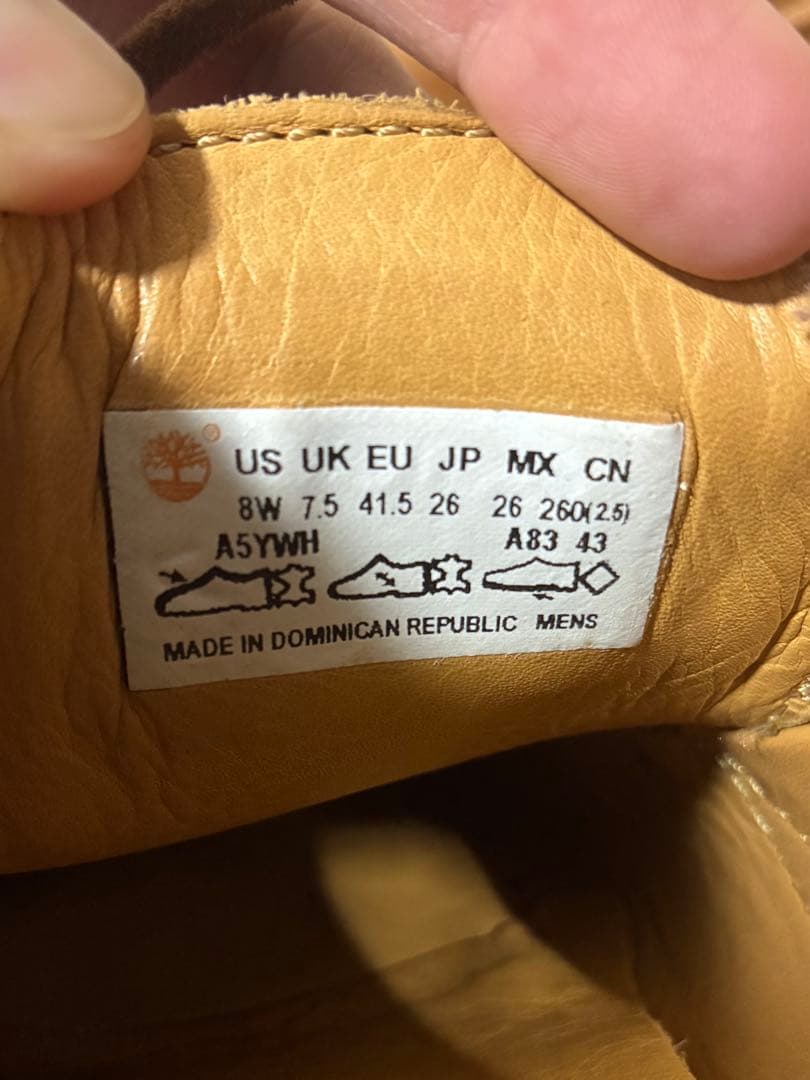 US UK EU JP MX CN
8W 7.5 41.5 26 26 260(2.5)
A5YWH A83 43
MADE IN DOMINICAN REPUBLIC MENS